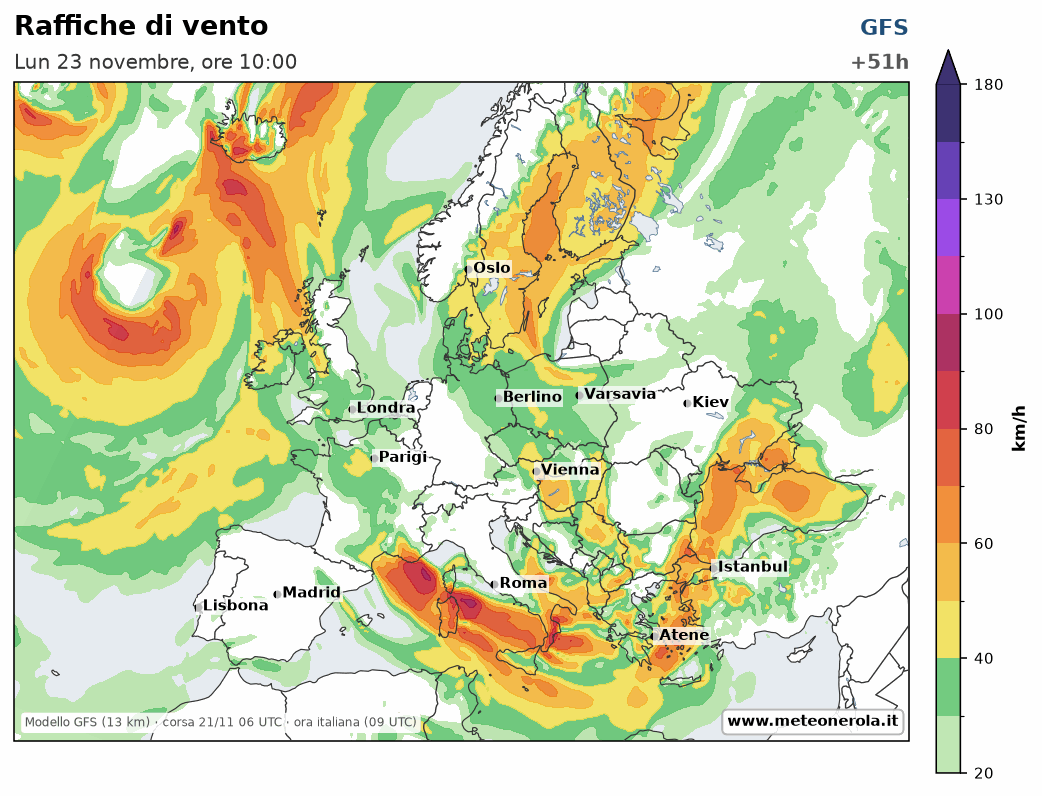 Raffiche di vento
GFS
Lun 23 novembre, ore 10:00
+51h
180
130
100
80
60
40
20
km/h
Oslo
Berlino
Varsavia
Kiev
Londra
Parigi
Vienna
Istanbul
Roma
Madrid
Lisbona
Atene
Modello GFS (13 km) · corsa 21/11 06 UTC · ora italiana (09 UTC)
www.meteonerola.it